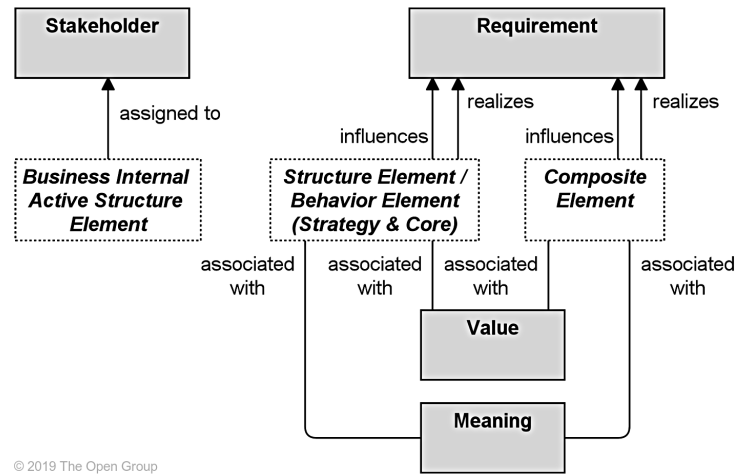 Stakeholder
Requirement
assigned to
realizes
realizes
influences
influences
Business Internal
Active Structure
Element
Structure Element /
Behavior Element
(Strategy & Core)
Composite
Element
associated
with
associated
with
associated
with
associated
with
Value
Meaning
© 2019 The Open Group